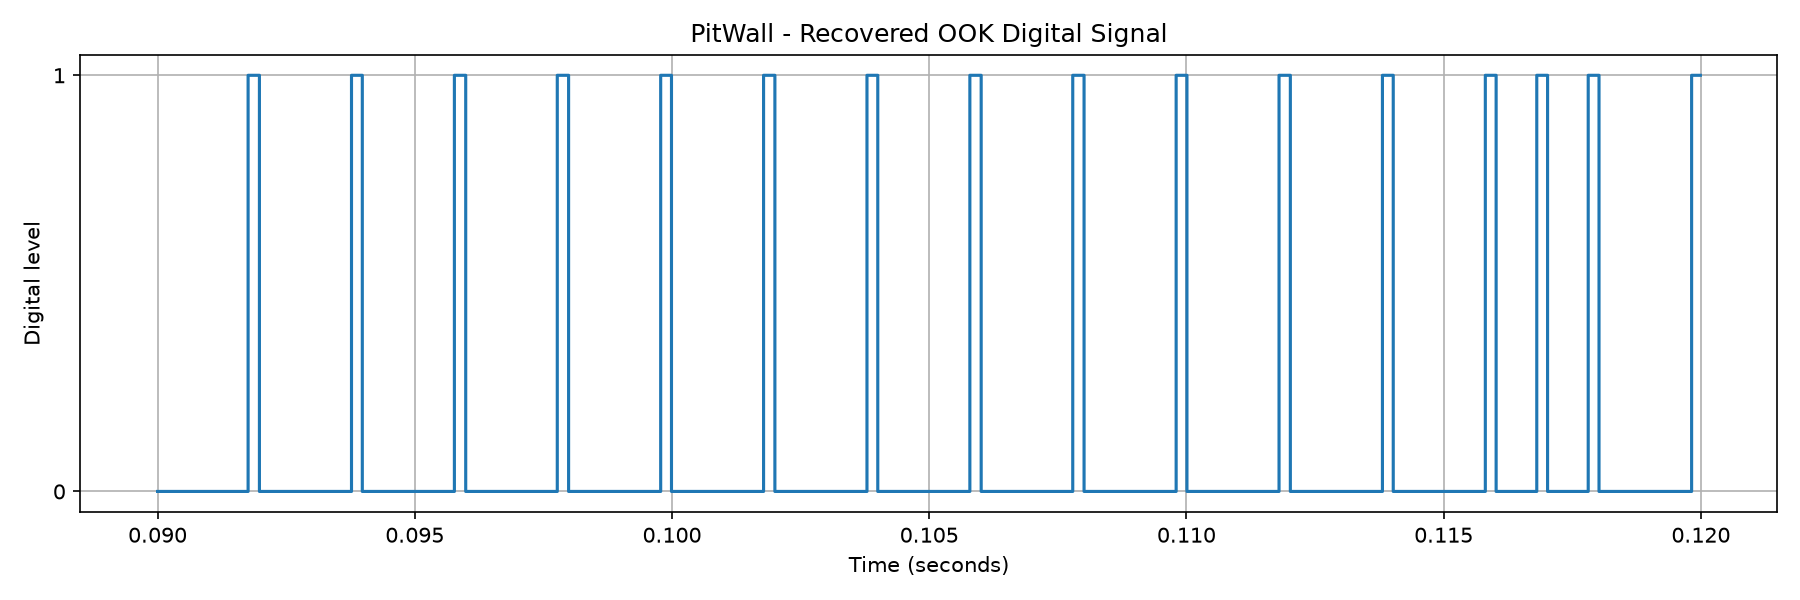 PitWall - Recovered OOK Digital Signal
1
Digital level
0
0.090 0.095 0.100 0.105 0.110 0.115 0.120
Time (seconds)